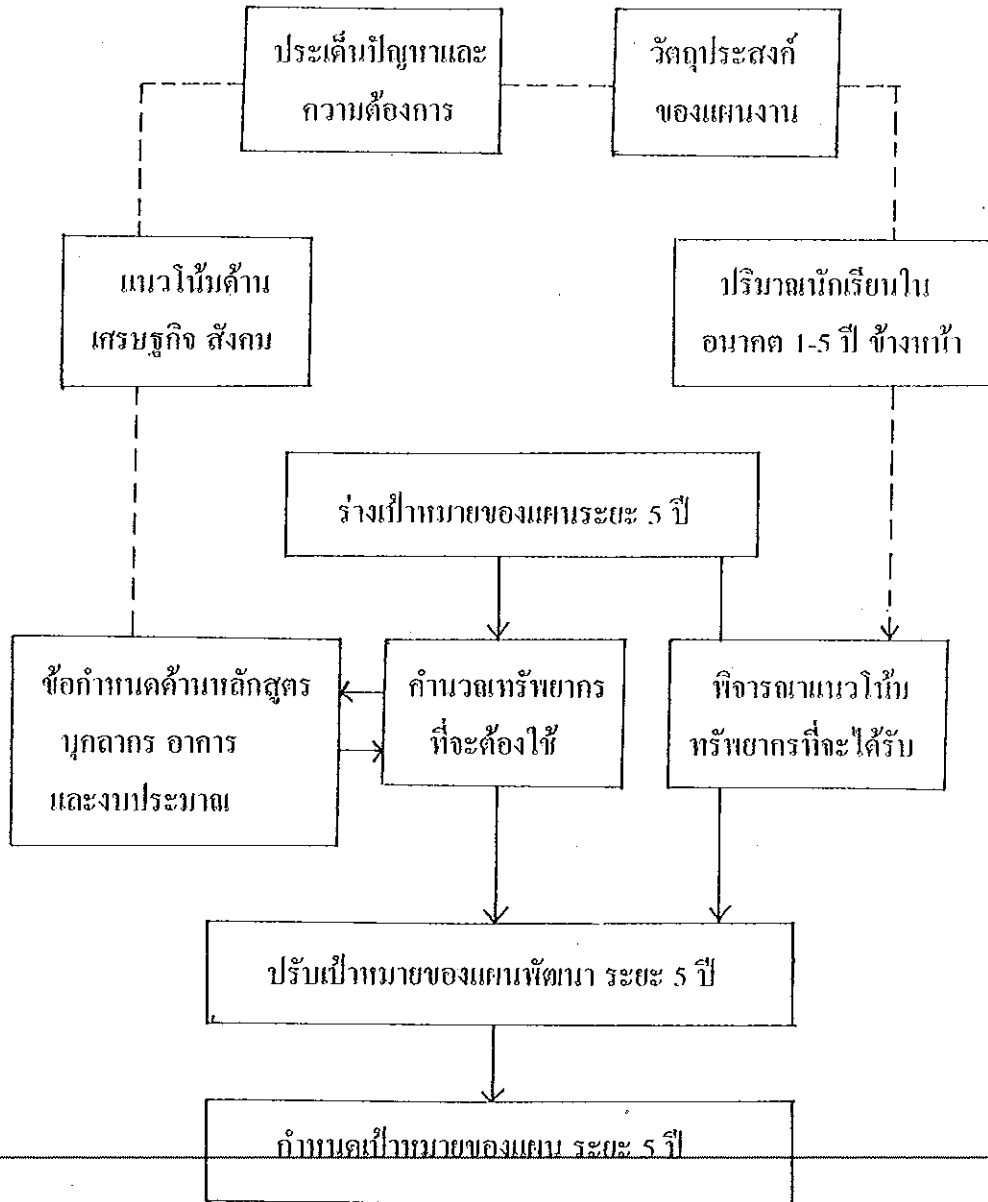 ประเด็นปัญหาและ
ความต้องการ
วัตถุประสงค์
ของแผนงาน
แนวโน้มด้าน
เศรษฐกิจ สังคม
ปริมาณนักเรียนใน
อนาคต 1-5 ปี ข้างหน้า
ร่างเป้าหมายของแผนระยะ 5 ปี
ข้อกำหนดด้านหลักสูตร
บุคลากร อาการ
และงบประมาณ
คำนวณทรัพยากร
ที่จะต้องใช้
พิจารณาแนวโน้ม
ทรัพยากรที่จะได้รับ
ปรับเป้าหมายของแผนพัฒนา ระยะ 5 ปี
กำหนดเป้าหมายของแผน ระยะ 5 ปี